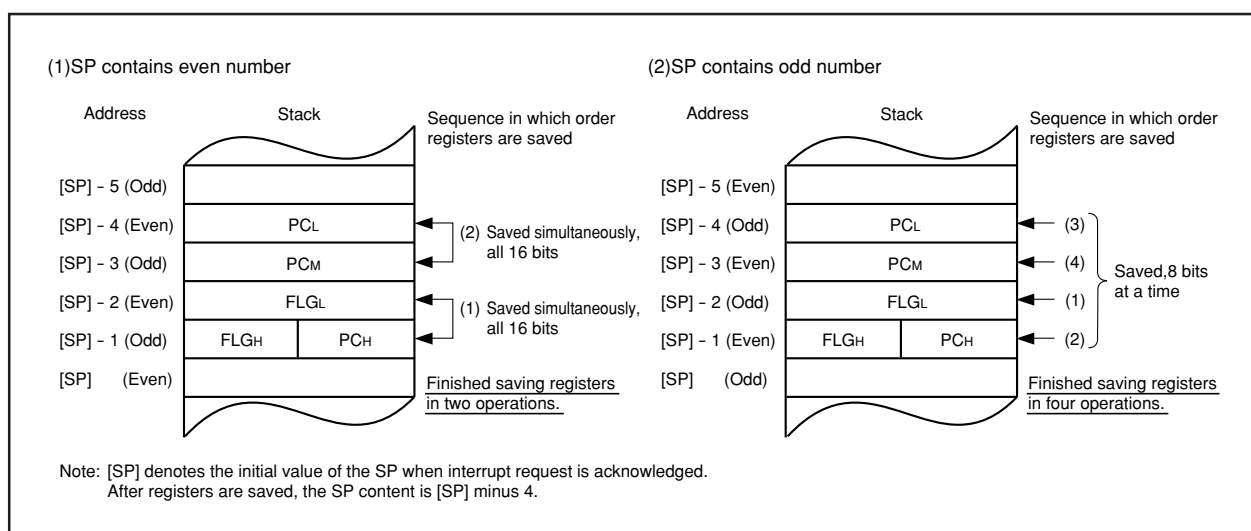 (1)SP contains even number
Address
Stack
Sequence in which order
registers are saved
[SP] – 5 (Odd)
[SP] – 4 (Even)
PCL
(2) Saved simultaneously,
all 16 bits
[SP] – 3 (Odd)
PCM
[SP] – 2 (Even)
FLGL
(1) Saved simultaneously,
all 16 bits
[SP] – 1 (Odd)
FLGH
PCH
[SP] (Even)
Finished saving registers
in two operations.
(2)SP contains odd number
Address
Stack
Sequence in which order
registers are saved
[SP] – 5 (Even)
[SP] – 4 (Odd)
PCL
(3)
[SP] – 3 (Even)
PCM
(4)
Saved,8 bits
at a time
[SP] – 2 (Odd)
FLGL
(1)
[SP] – 1 (Even)
FLGH
PCH
(2)
[SP] (Odd)
Finished saving registers
in four operations.
Note: [SP] denotes the initial value of the SP when interrupt request is acknowledged.
After registers are saved, the SP content is [SP] minus 4.